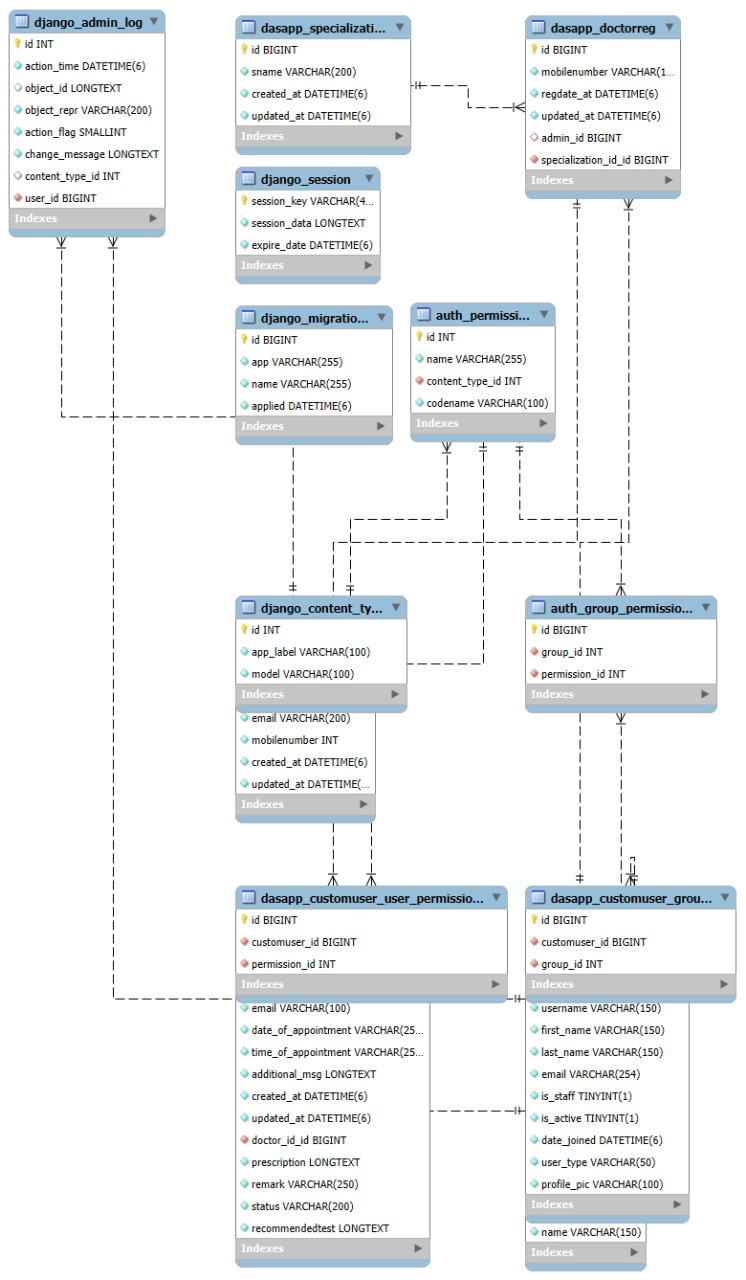 django_admin_log
id INT
action_time DATETIME(6)
object_id LONGTEXT
object_repr VARCHAR(200)
action_flag SMALLINT
change_message LONGTEXT
content_type_id INT
user_id BIGINT
Indexes
dasapp_specializati...
id BIGINT
sname VARCHAR(200)
created_at DATETIME(6)
updated_at DATETIME(6)
Indexes
dasapp_doctorreg
id BIGINT
mobilenumber VARCHAR(1...
regdate_at DATETIME(6)
updated_at DATETIME(6)
admin_id BIGINT
specialization_id_id BIGINT
Indexes
django_session
session_key VARCHAR(4...
session_data LONGTEXT
expire_date DATETIME(6)
Indexes
django_migratio...
id BIGINT
app VARCHAR(255)
name VARCHAR(255)
applied DATETIME(6)
Indexes
auth_permissi...
id INT
name VARCHAR(255)
content_type_id INT
codename VARCHAR(100)
Indexes
django_content_ty...
id INT
app_label VARCHAR(100)
model VARCHAR(100)
Indexes
email VARCHAR(200)
mobilenumber INT
created_at DATETIME(6)
updated_at DATETIME(...
Indexes
auth_group_permissio...
id BIGINT
group_id INT
permission_id INT
Indexes
dasapp_customuser_user_permissio...
id BIGINT
customuser_id BIGINT
permission_id INT
Indexes
email VARCHAR(100)
date_of_appointment VARCHAR(25...
time_of_appointment VARCHAR(25...
additional_msg LONGTEXT
created_at DATETIME(6)
updated_at DATETIME(6)
doctor_id_id BIGINT
prescription LONGTEXT
remark VARCHAR(250)
status VARCHAR(200)
recommendedtest LONGTEXT
Indexes
dasapp_customuser_grou...
id BIGINT
customuser_id BIGINT
group_id INT
Indexes
username VARCHAR(150)
first_name VARCHAR(150)
last_name VARCHAR(150)
email VARCHAR(254)
is_staff TINYINT(1)
is_active TINYINT(1)
date_joined DATETIME(6)
user_type VARCHAR(50)
profile_pic VARCHAR(100)
Indexes
name VARCHAR(150)
Indexes